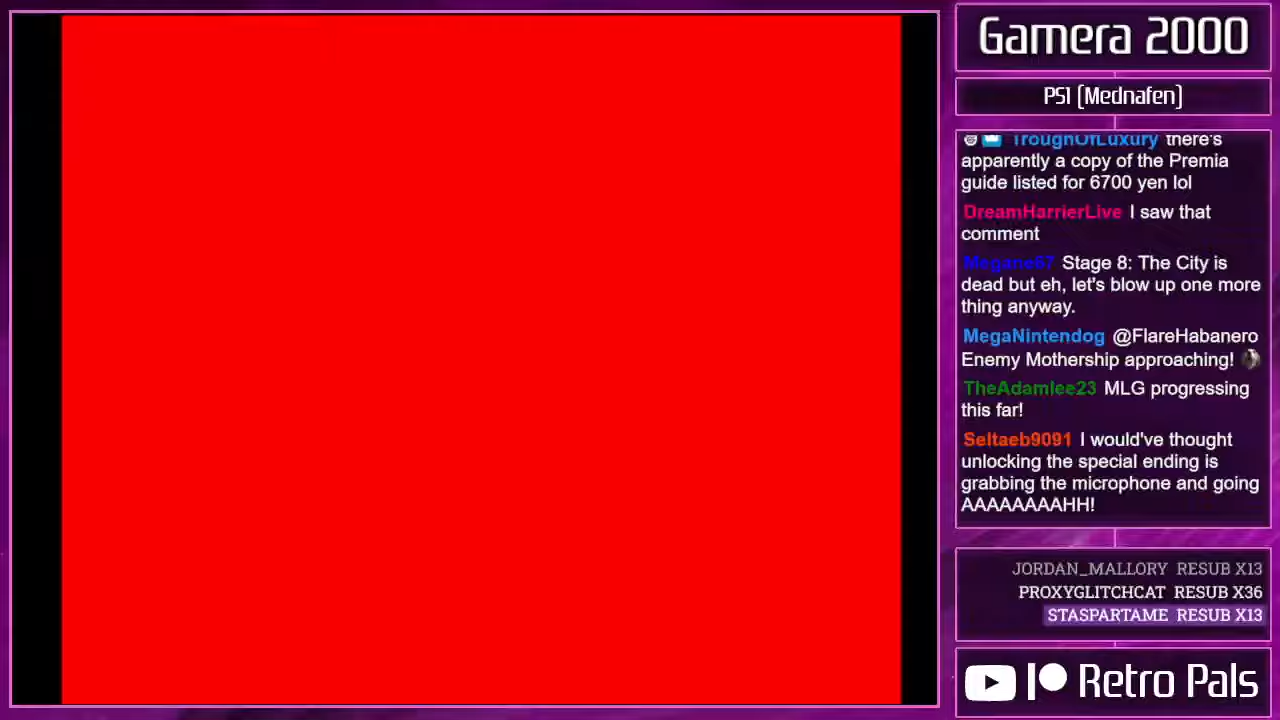 Gamera 2000
PS1 (Mednafen)
TroughOfLuxury there's
apparently a copy of the Premia
guide listed for 6700 yen lol
DreamHarrierLive I saw that
comment
Megane67 Stage 8: The City is
dead but eh, let's blow up one more
thing anyway.
MegaNintendog @FlareHabanero
Enemy Mothership approaching!
TheAdamlee23 MLG progressing
this far!
Seltaeb9091 I would've thought
unlocking the special ending is
grabbing the microphone and going
AAAAAAAAHH!
JORDAN_MALLORY RESUB X13
PROXYGLITCHCAT RESUB X36
STASPARTAME RESUB X13
Retro Pals